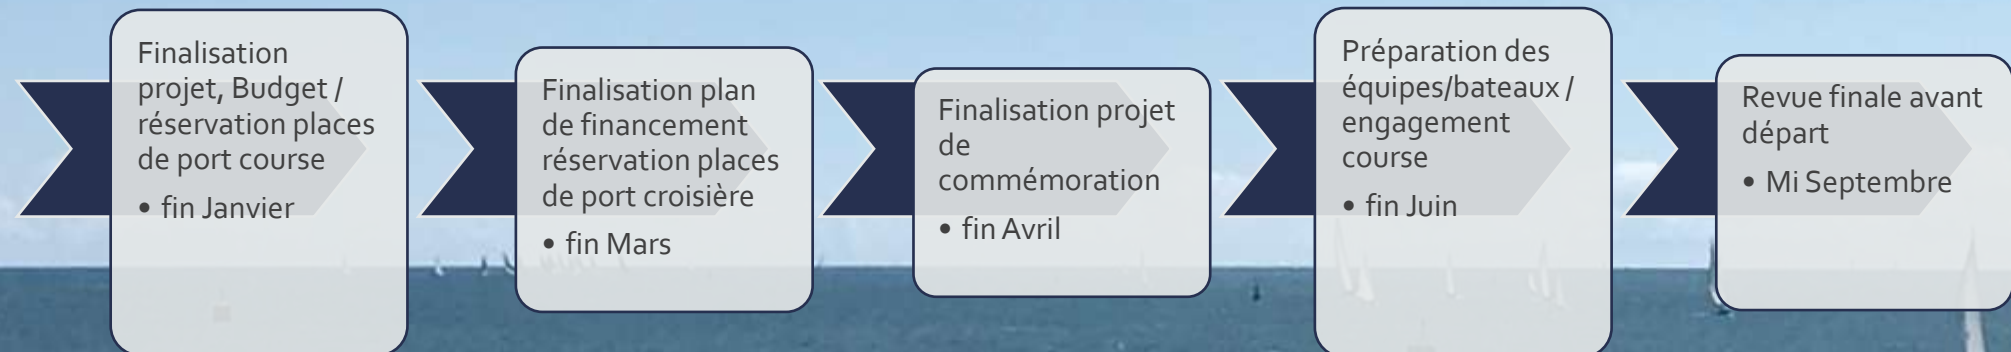 Finalisation
projet, Budget /
réservation places
de port course
• fin Janvier
Finalisation plan
de financement
réservation places
de port croisière
• fin Mars
Finalisation projet
de
commémoration
• fin Avril
Préparation des
équipes/bateaux /
engagement
course
• fin Juin
Revue finale avant
départ
• Mi Septembre